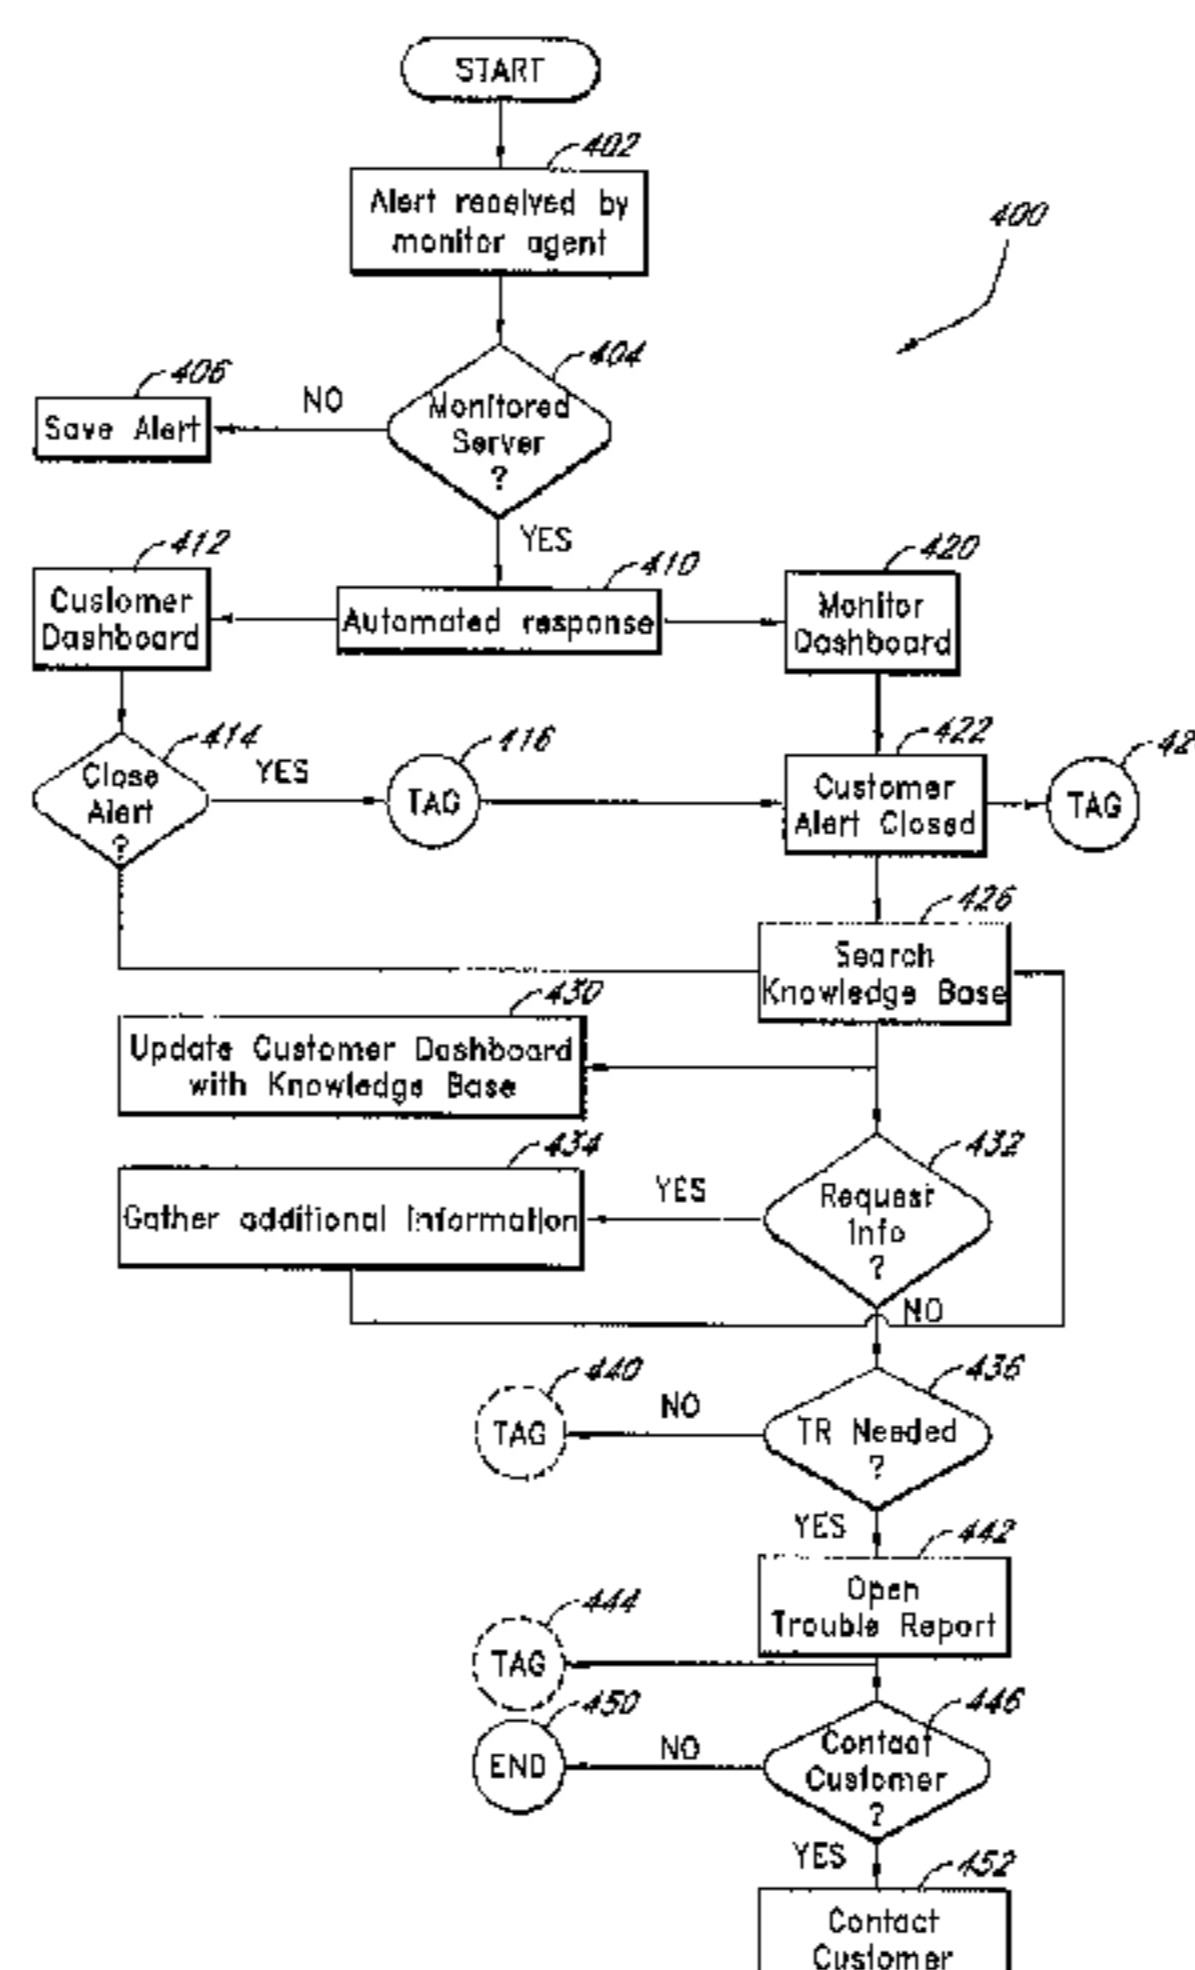 START
402
Alert received by
monitor agent
400
404
Monitored
Server
?
NO
406
Save Alert
YES
412
Customer
Dashboard
410
Automated response
420
Monitor
Dashboard
414
Close
Alert
?
YES
416
TAG
422
Customer
Alert Closed
TAG
426
Search
Knowledge Base
430
Update Customer Dashboard
with Knowledge Base
434
Gather additional Information
YES
432
Request
Info
?
NO
440
TAG
NO
436
TR Needed
?
YES
442
Open
Trouble Report
444
TAG
450
END
NO
446
Contact
Customer
?
YES
452
Contact
Customer